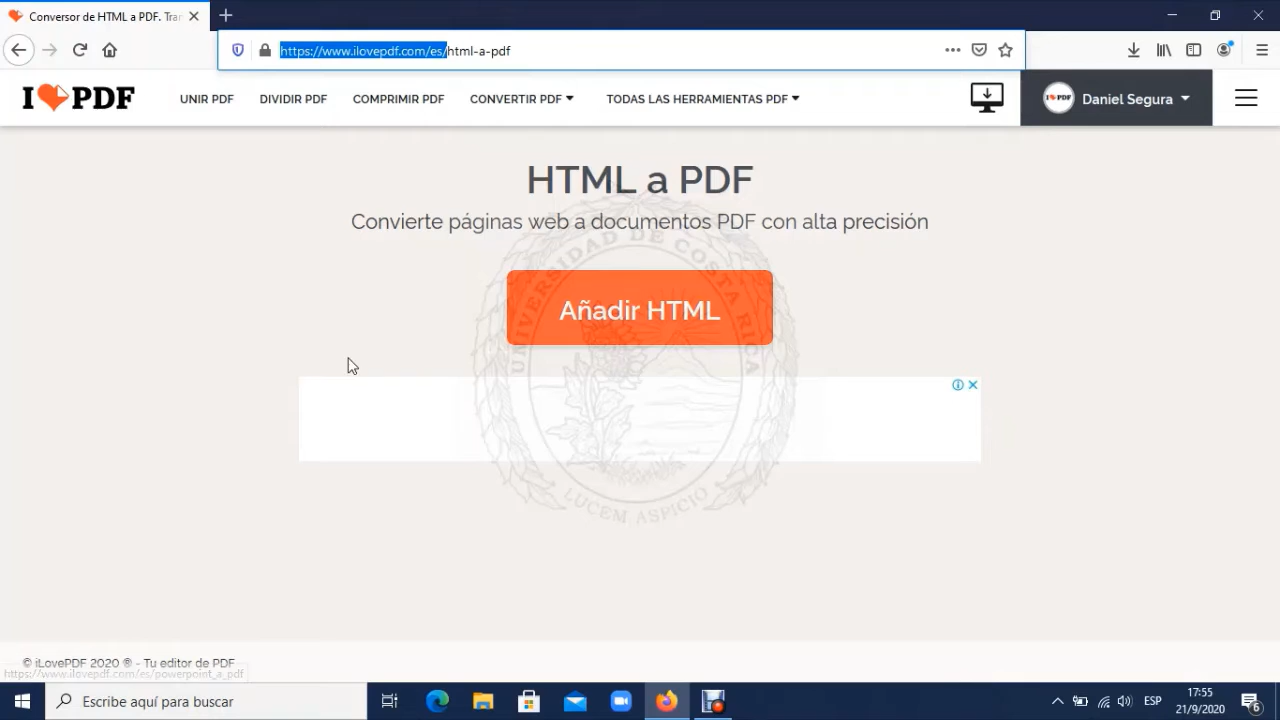 Conversor de HTML a PDF. Tra
https://www.ilovepdf.com/es/html-a-pdf
I PDF
UNIR PDF
DIVIDIR PDF
COMPRIMIR PDF
CONVERTIR PDF
TODAS LAS HERRAMIENTAS PDF
I PDF
Daniel Segura
HTML a PDF
Convierte páginas web a documentos PDF con alta precisión
UNIVERSIDAD DE COSTA RICA
Añadir HTML
LUCEM ASPICIO
© iLovePDF 2020 ® - Tu editor de PDF
https://www.ilovepdf.com/es/powerpoint_a_pdf
Escribe aquí para buscar
ESP
17:55
21/9/2020
6